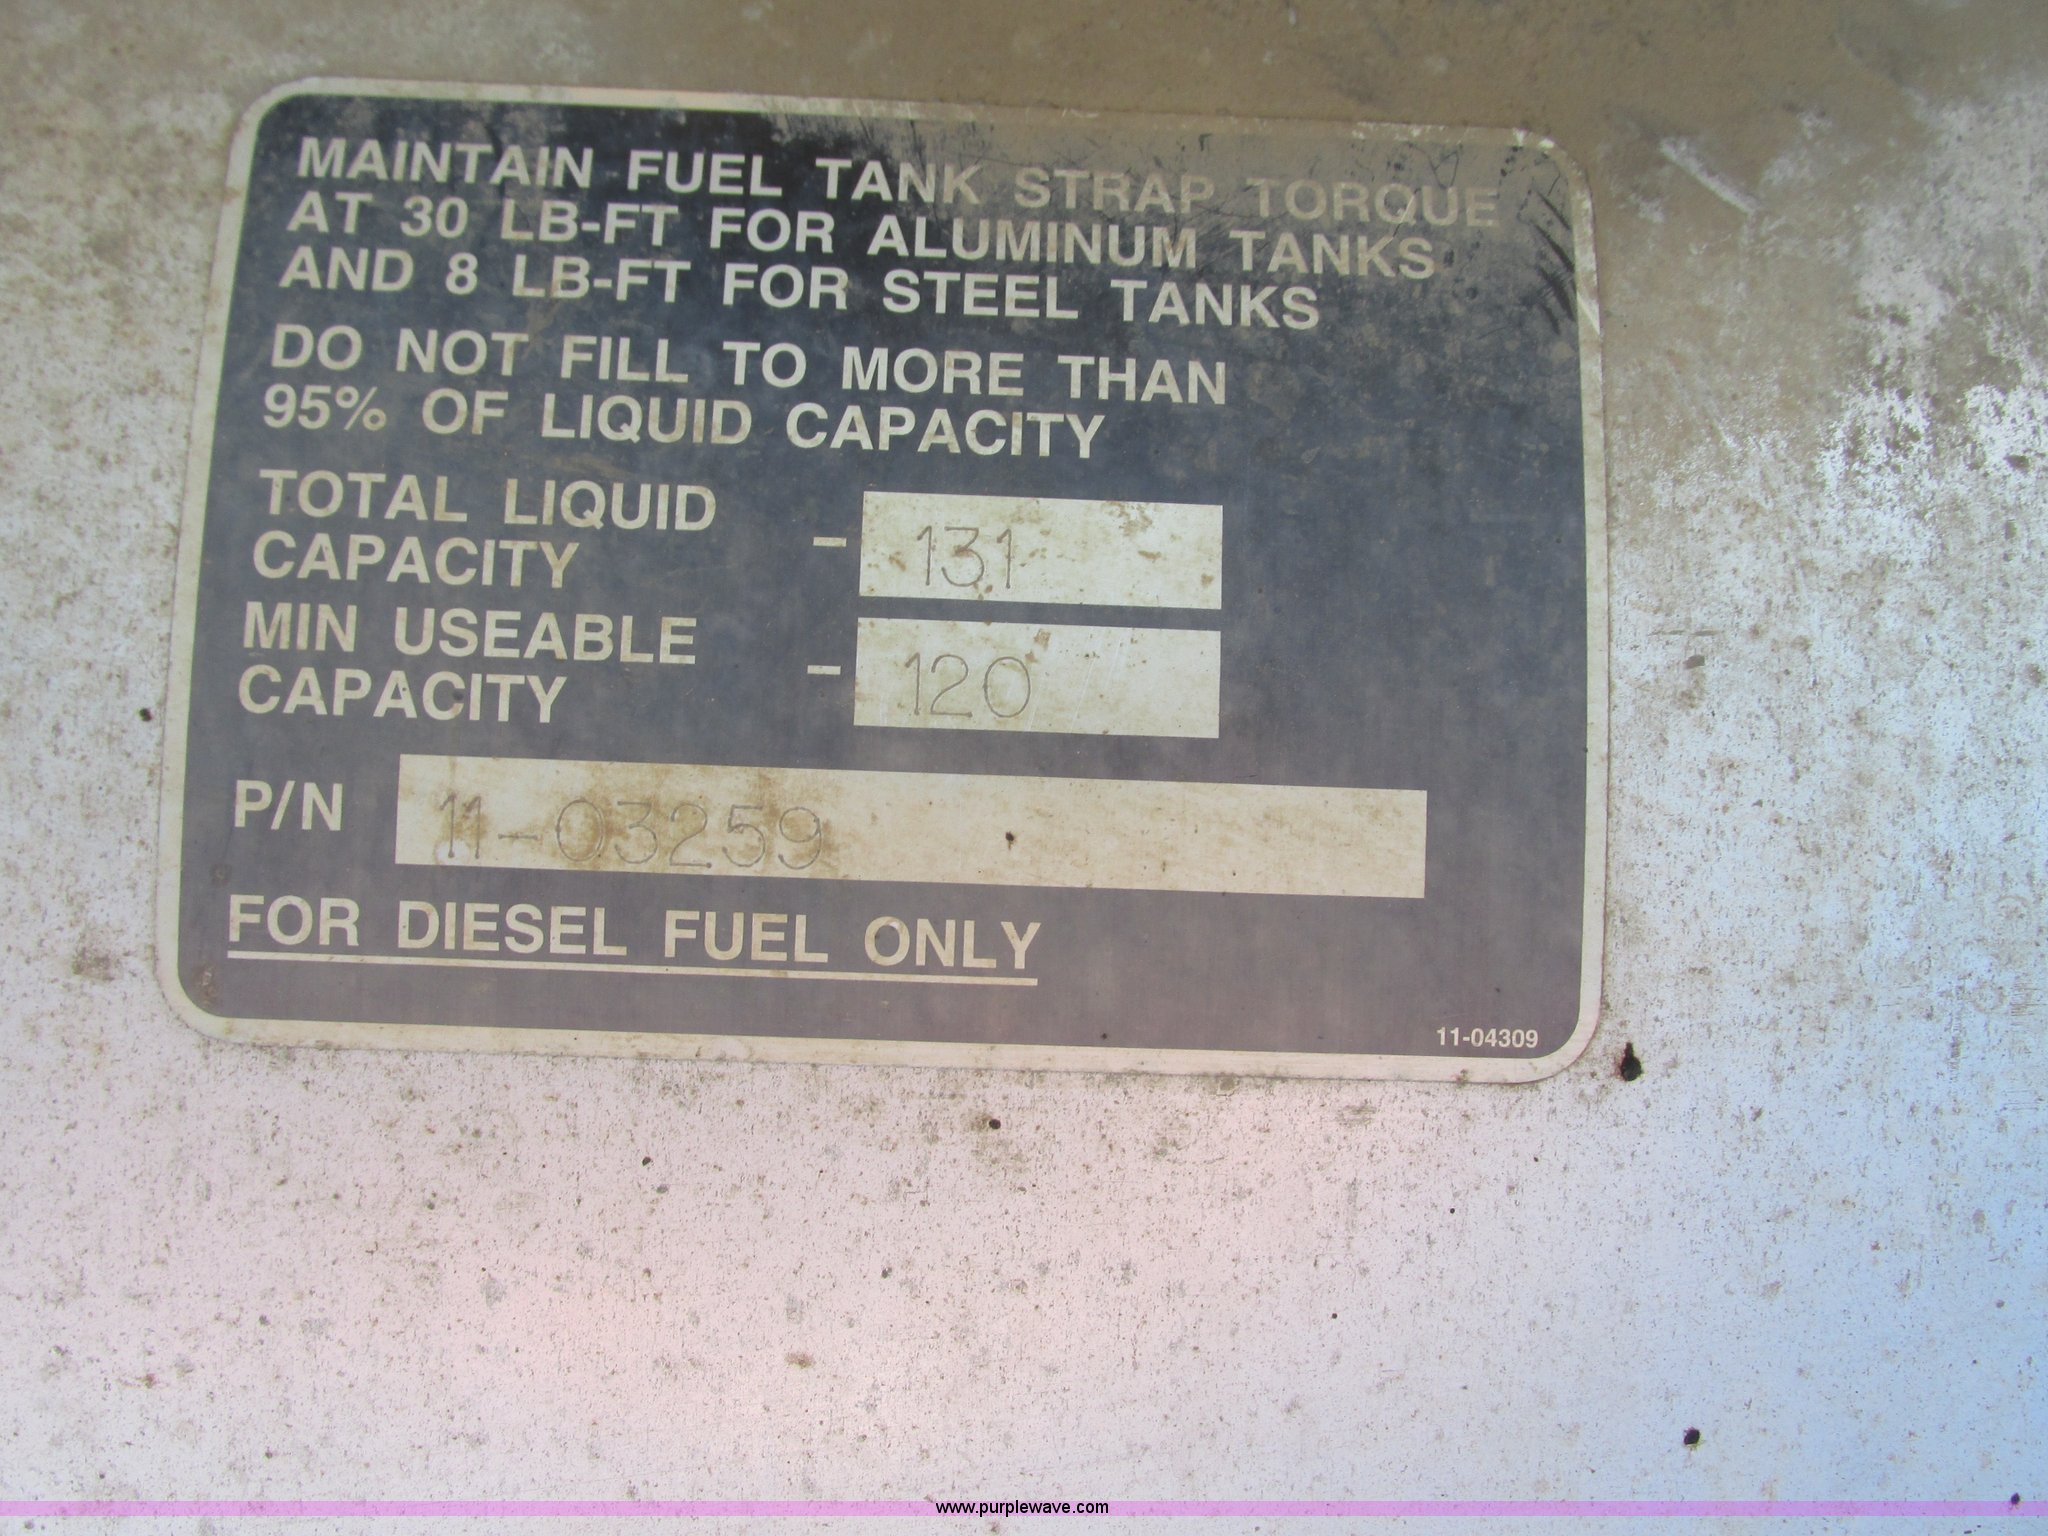 MAINTAIN FUEL TANK STRAP TORQUE
AT 30 LB-FT FOR ALUMINUM TANKS
AND 8 LB-FT FOR STEEL TANKS
DO NOT FILL TO MORE THAN
95% OF LIQUID CAPACITY
TOTAL LIQUID
CAPACITY - 131
MIN USEABLE
CAPACITY - 120
P/N 11-03259
FOR DIESEL FUEL ONLY
11-04309
www.purplewave.com